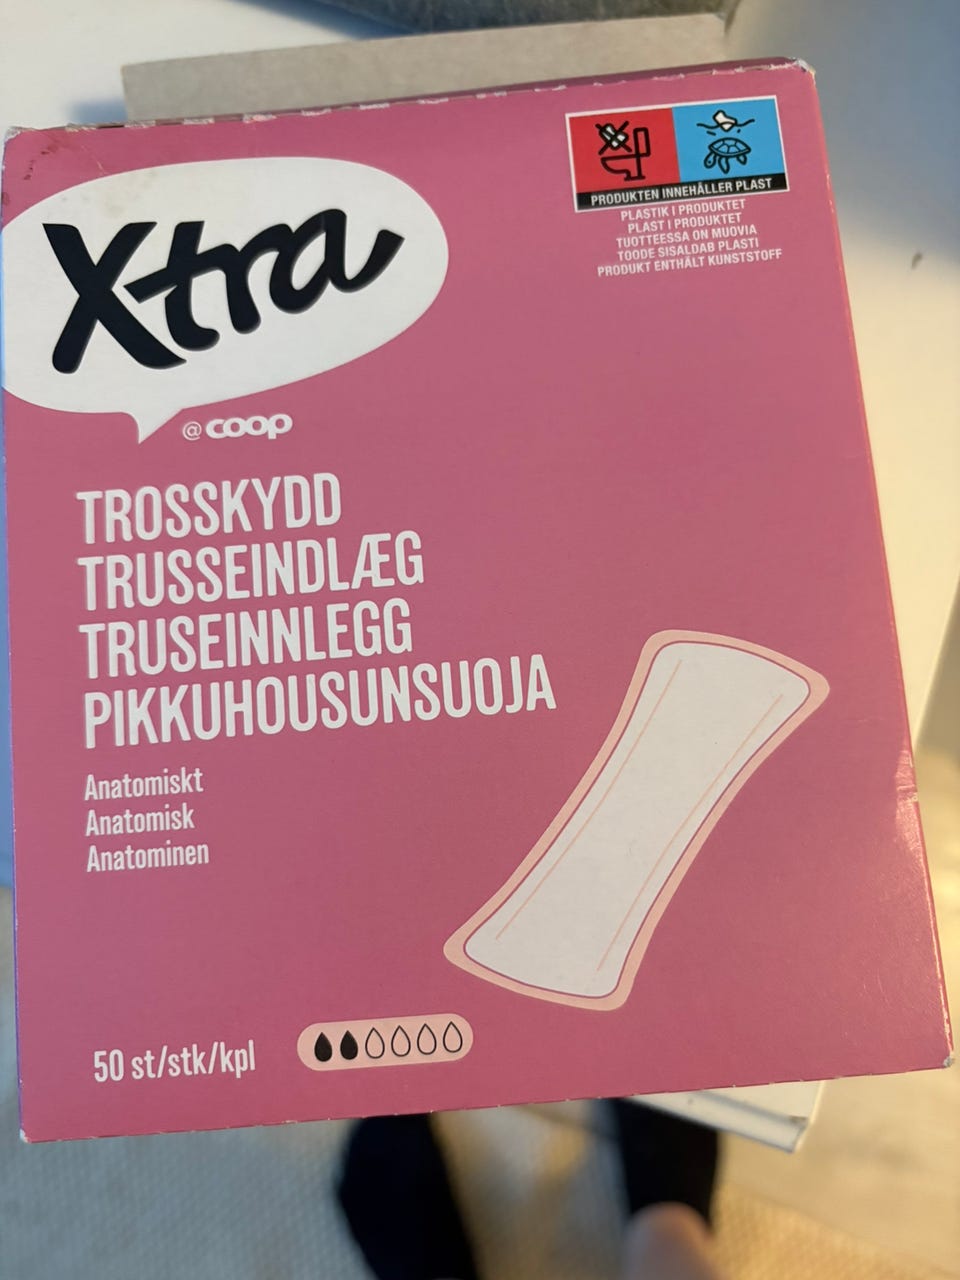 Xtra
@coop
PRODUKTEN INNEHÅLLER PLAST
PLASTIK I PRODUKTET
PLAST I PRODUKTET
TUOTTEESSA ON MUOVIA
TOODE SISALDAB PLASTI
PRODUKT ENTHÄLT KUNSTSTOFF
TROSSKYDD
TRUSSEINDLÆG
TRUSEINNLEGG
PIKKUHOUSUNSUOJA
Anatomiskt
Anatomisk
Anatominen
50 st/stk/kpl